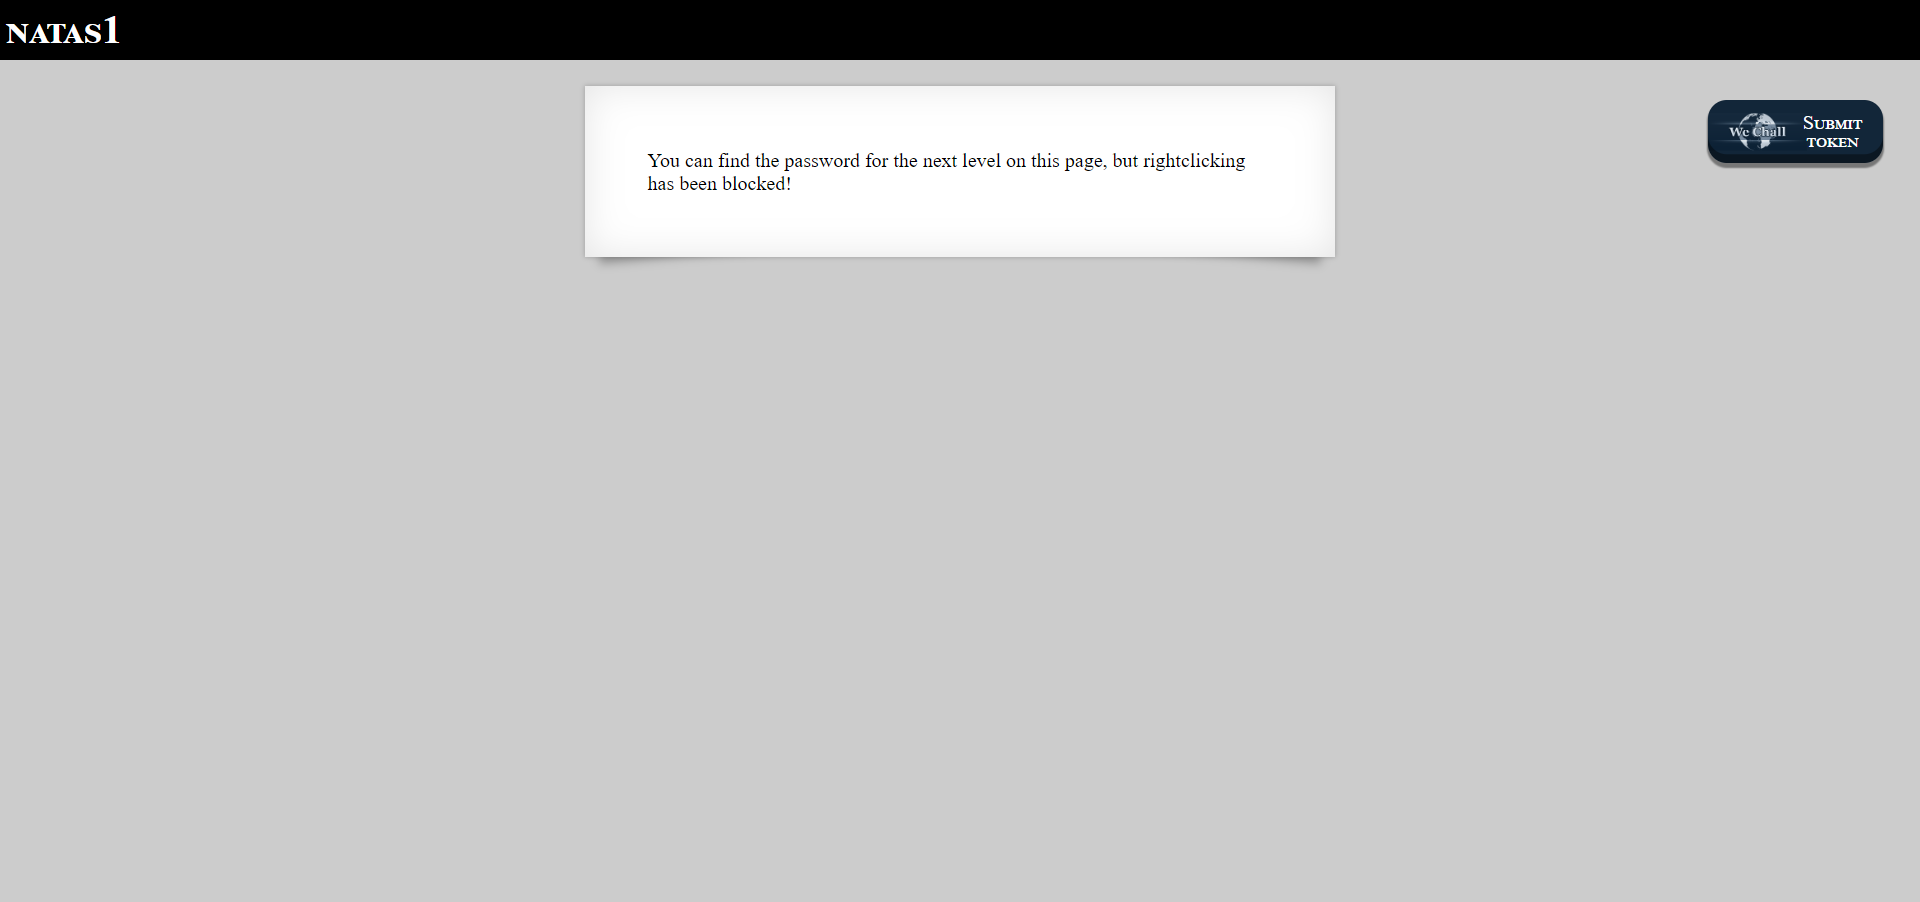 NATAS1
You can find the password for the next level on this page, but rightclicking
has been blocked!
We Chall
SUBMIT
TOKEN